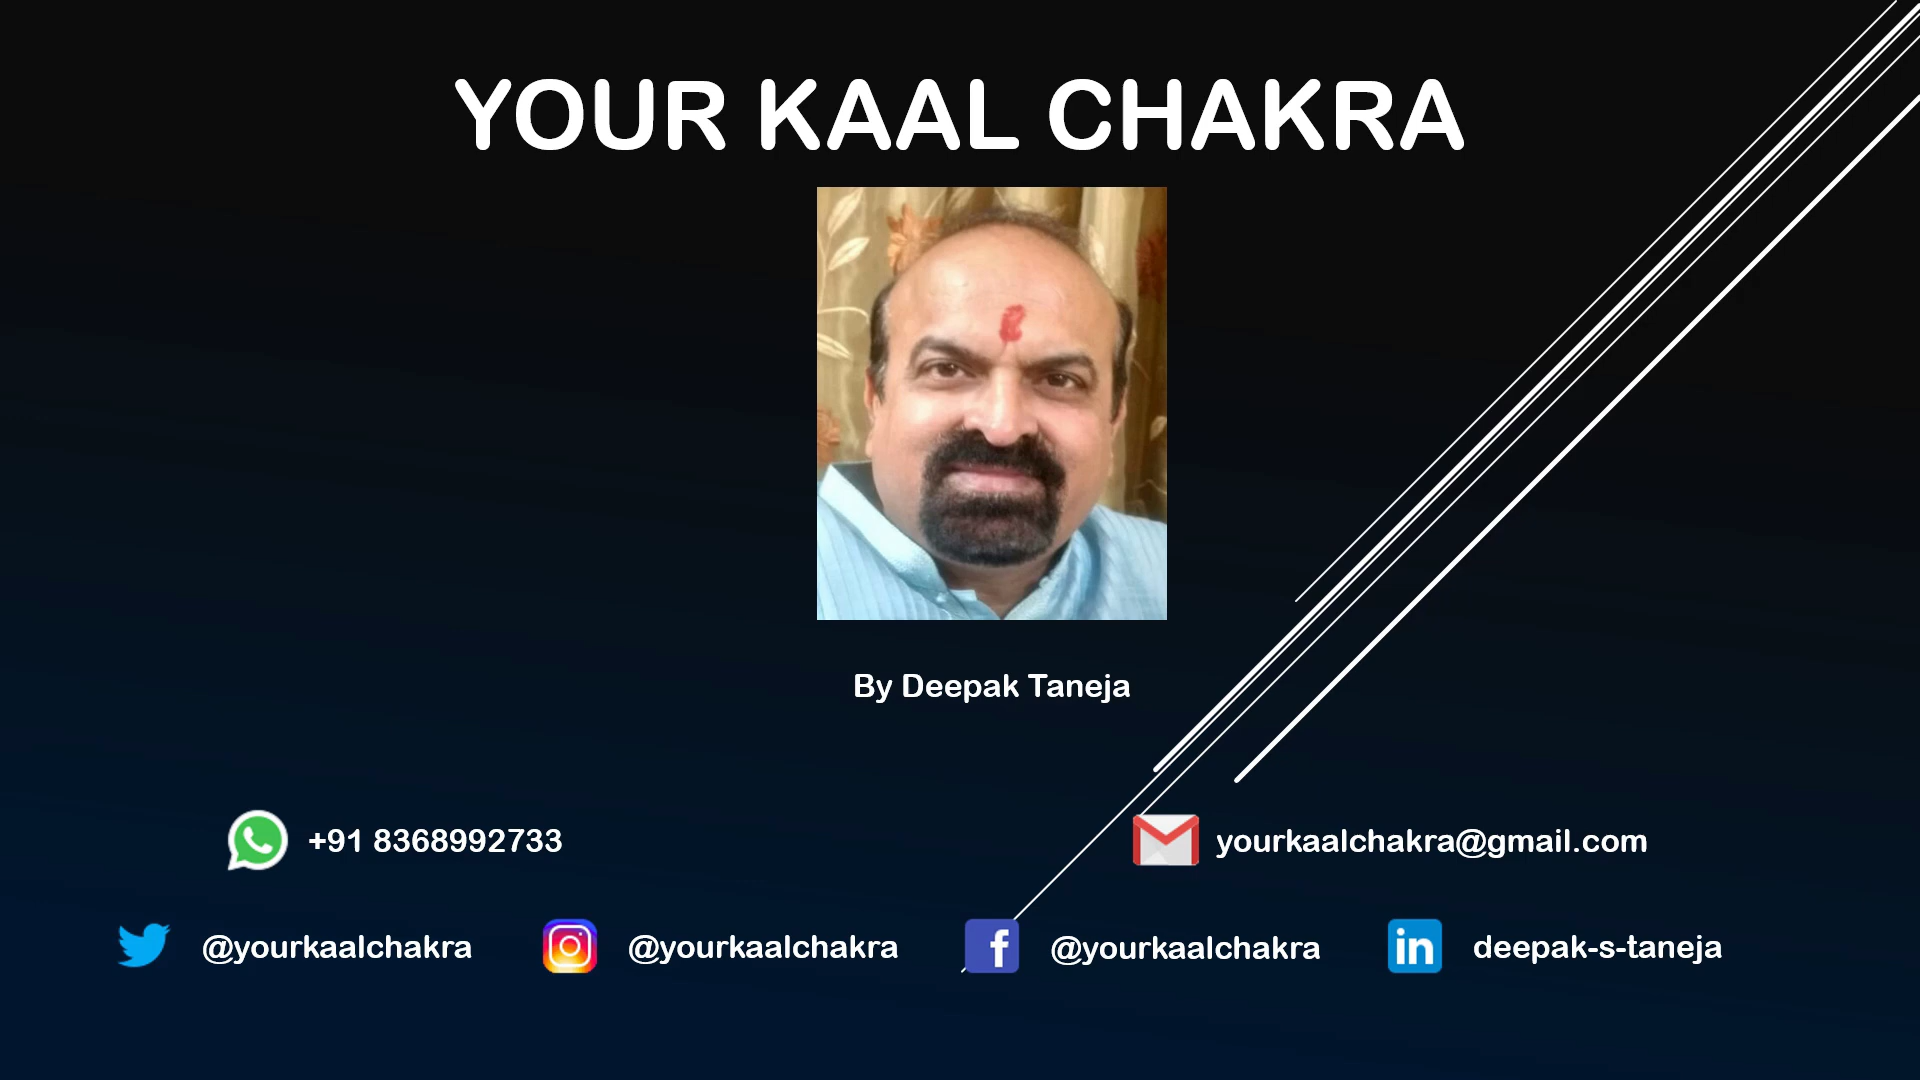 YOUR KAAL CHAKRA
By Deepak Taneja
+91 8368992733
yourkaalchakra@gmail.com
@yourkaalchakra
@yourkaalchakra
@yourkaalchakra
deepak-s-taneja